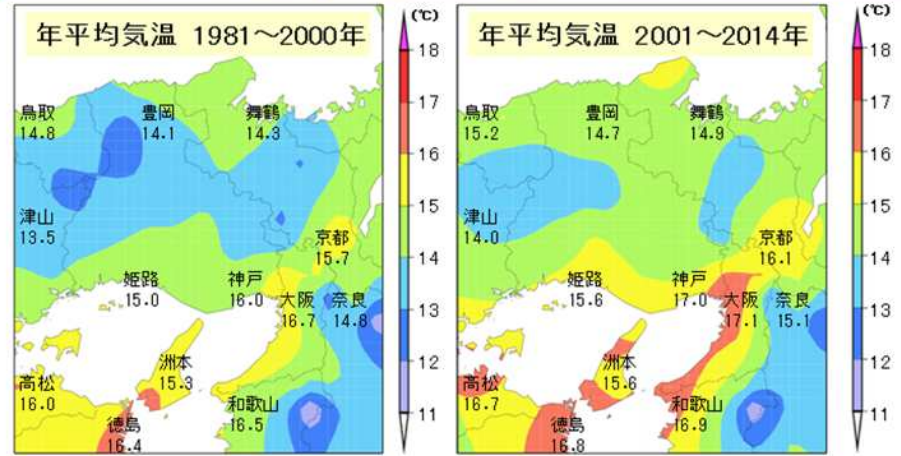 年平均気温 1981～2000年
鳥取
14.8
豊岡
14.1
舞鶴
14.3
津山
13.5
京都
15.7
姫路
15.0
神戸
16.0
大阪
16.7
奈良
14.8
洲本
15.3
高松
16.0
和歌山
16.5
徳島
16.4
(℃)
18
17
16
15
14
13
12
11
年平均気温 2001～2014年
鳥取
15.2
豊岡
14.7
舞鶴
14.9
津山
14.0
京都
16.1
姫路
15.6
神戸
17.0
大阪
17.1
奈良
15.1
洲本
15.6
高松
16.7
和歌山
16.9
徳島
16.8
(℃)
18
17
16
15
14
13
12
11